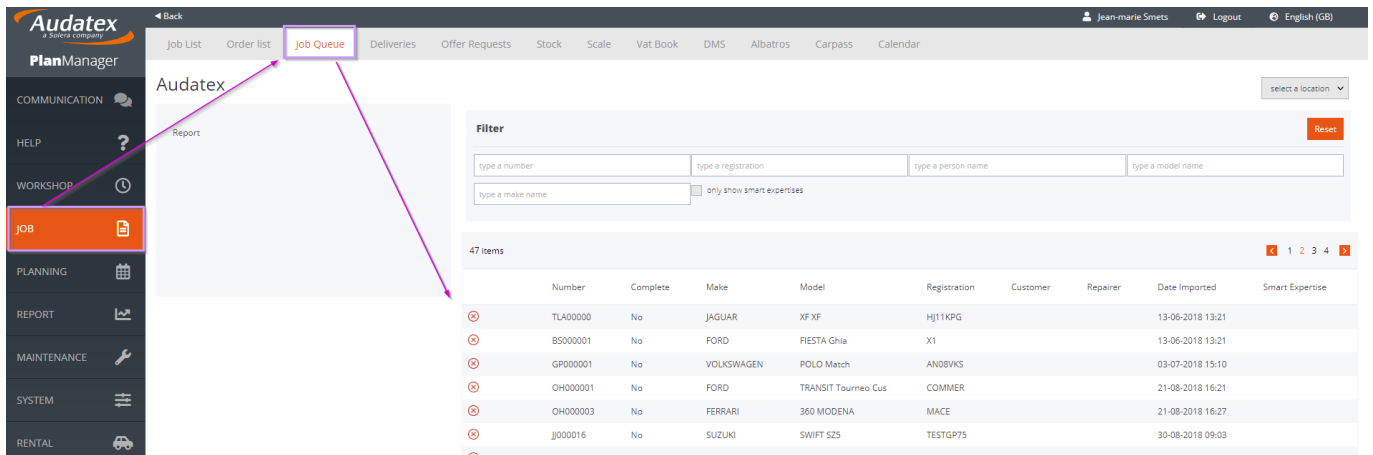 Audatex
a Solera company
PlanManager
◀ Back
Jean-marie Smets Logout English (GB)
Job List Order list Job Queue Deliveries Offer Requests Stock Scale Vat Book DMS Albatros Carpass Calendar
COMMUNICATION
HELP
WORKSHOP
JOB
PLANNING
REPORT
MAINTENANCE
SYSTEM
RENTAL
Audatex
select a location
Report
Filter
Reset
type a number type a registration type a person name type a model name
type a make name only show smart expertises
47 items
1 2 3 4
Number Complete Make Model Registration Customer Repairer Date Imported Smart Expertise
TLA00000 No JAGUAR XF XF HJ11KPG 13-06-2018 13:21
BS000001 No FORD FIESTA Ghia X1 13-06-2018 13:21
GP000001 No VOLKSWAGEN POLO Match AN08VKS 03-07-2018 15:10
OH000001 No FORD TRANSIT Tourneo Cus COMMER 21-08-2018 16:21
OH000003 No FERRARI 360 MODENA MACE 21-08-2018 16:27
JJ000016 No SUZUKI SWIFT SZ5 TESTGP75 30-08-2018 09:03